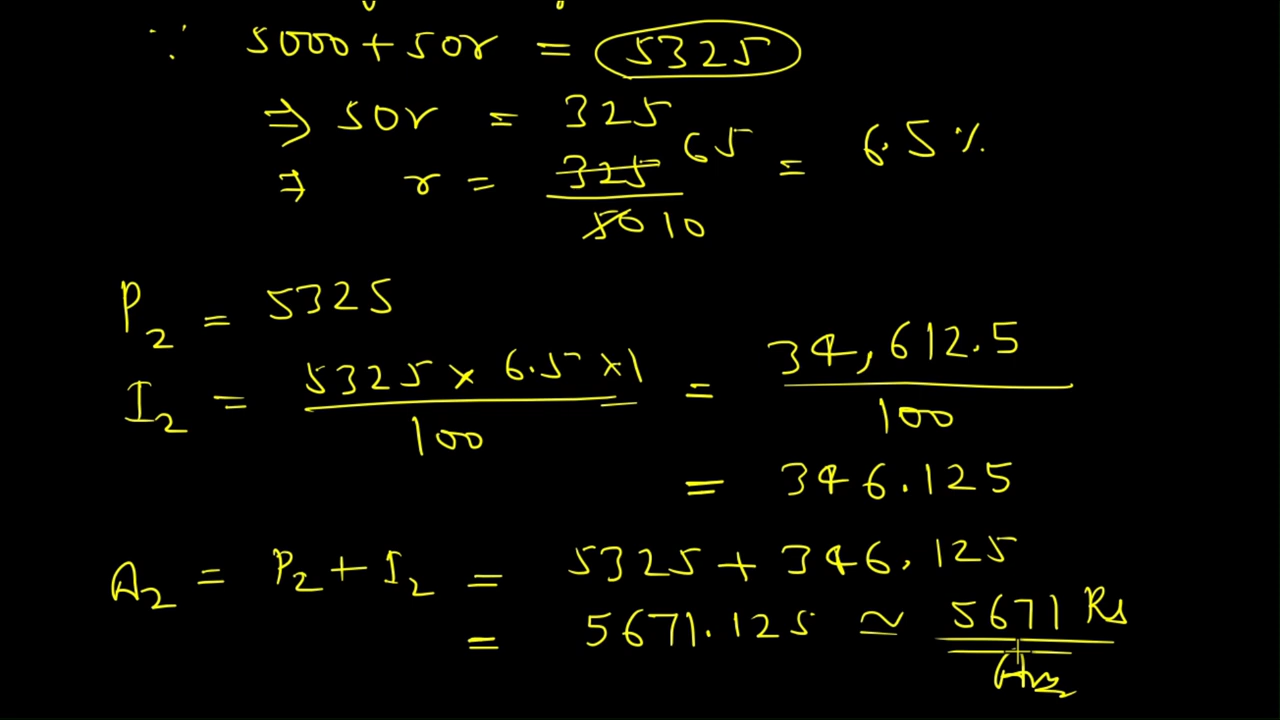 ∵ 5000 + 50r = 5325
⇒ 50r = 325
⇒ r = 325/50 65/10 = 6.5%
P₂ = 5325
I₂ = 5325 × 6.5 × 1/100 = 34,612.5/100
= 346.125
A₂ = P₂ + I₂ = 5325 + 346.125
= 5671.125 ≃ 5671 Rs
Ans